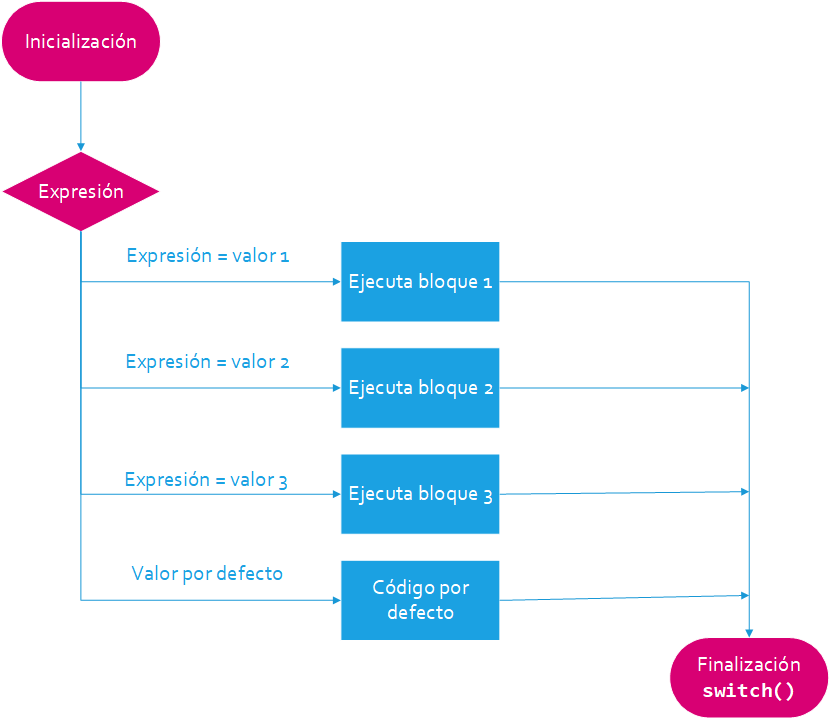 Inicialización
Expresión
Expresión = valor 1
Ejecuta bloque 1
Expresión = valor 2
Ejecuta bloque 2
Expresión = valor 3
Ejecuta bloque 3
Valor por defecto
Código por
defecto
Finalización
switch()